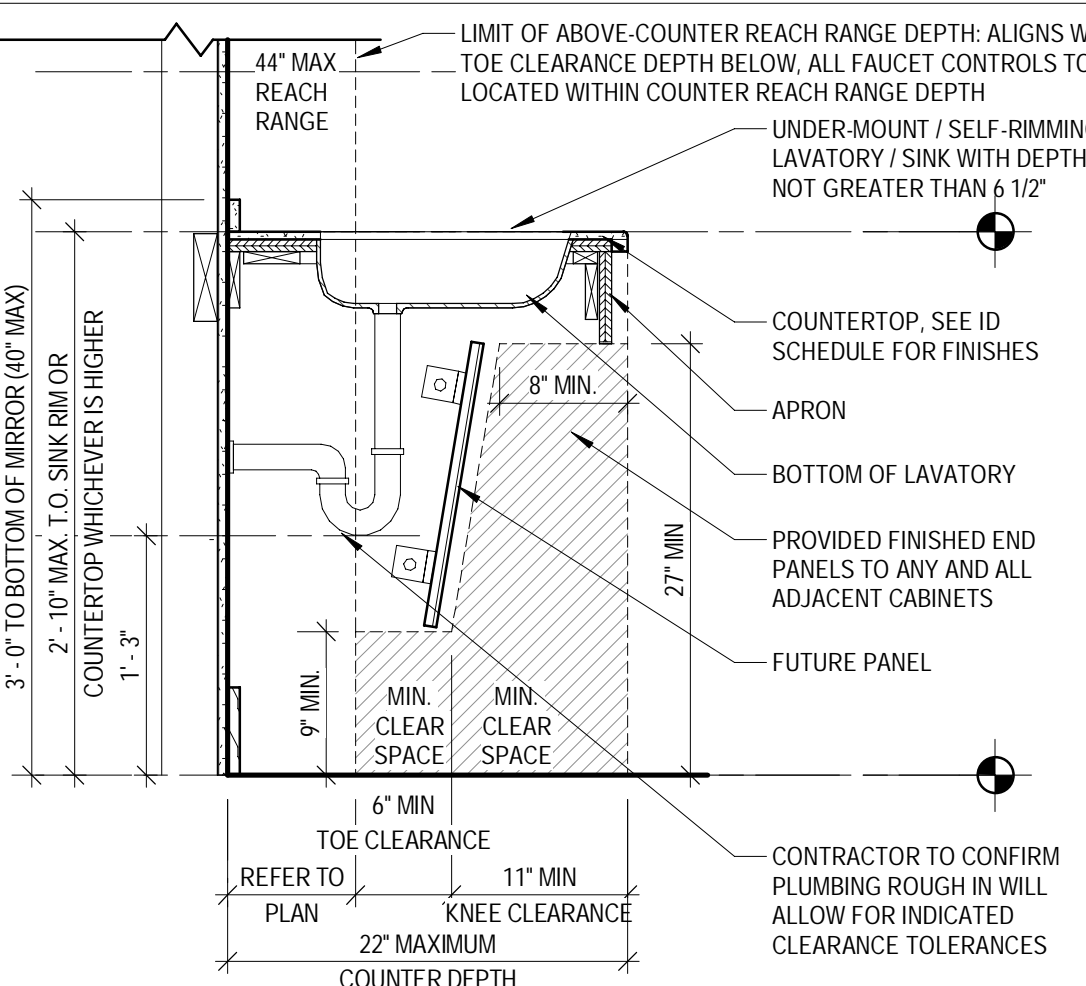 LIMIT OF ABOVE-COUNTER REACH RANGE DEPTH: ALIGNS W
TOE CLEARANCE DEPTH BELOW, ALL FAUCET CONTROLS TO
LOCATED WITHIN COUNTER REACH RANGE DEPTH
44" MAX
REACH
RANGE
UNDER-MOUNT / SELF-RIMMING
LAVATORY / SINK WITH DEPTH
NOT GREATER THAN 6 1/2"
COUNTERTOP, SEE ID
SCHEDULE FOR FINISHES
APRON
BOTTOM OF LAVATORY
PROVIDED FINISHED END
PANELS TO ANY AND ALL
ADJACENT CABINETS
FUTURE PANEL
CONTRACTOR TO CONFIRM
PLUMBING ROUGH IN WILL
ALLOW FOR INDICATED
CLEARANCE TOLERANCES
3' - 0" TO BOTTOM OF MIRROR (40" MAX)
2' - 10" MAX. T.O. SINK RIM OR
COUNTERTOP WHICHEVER IS HIGHER
1' - 3"
8" MIN.
27" MIN
9" MIN.
MIN.
CLEAR
SPACE
MIN.
CLEAR
SPACE
6" MIN
TOE CLEARANCE
REFER TO
PLAN
11" MIN
KNEE CLEARANCE
22" MAXIMUM
COUNTER DEPTH